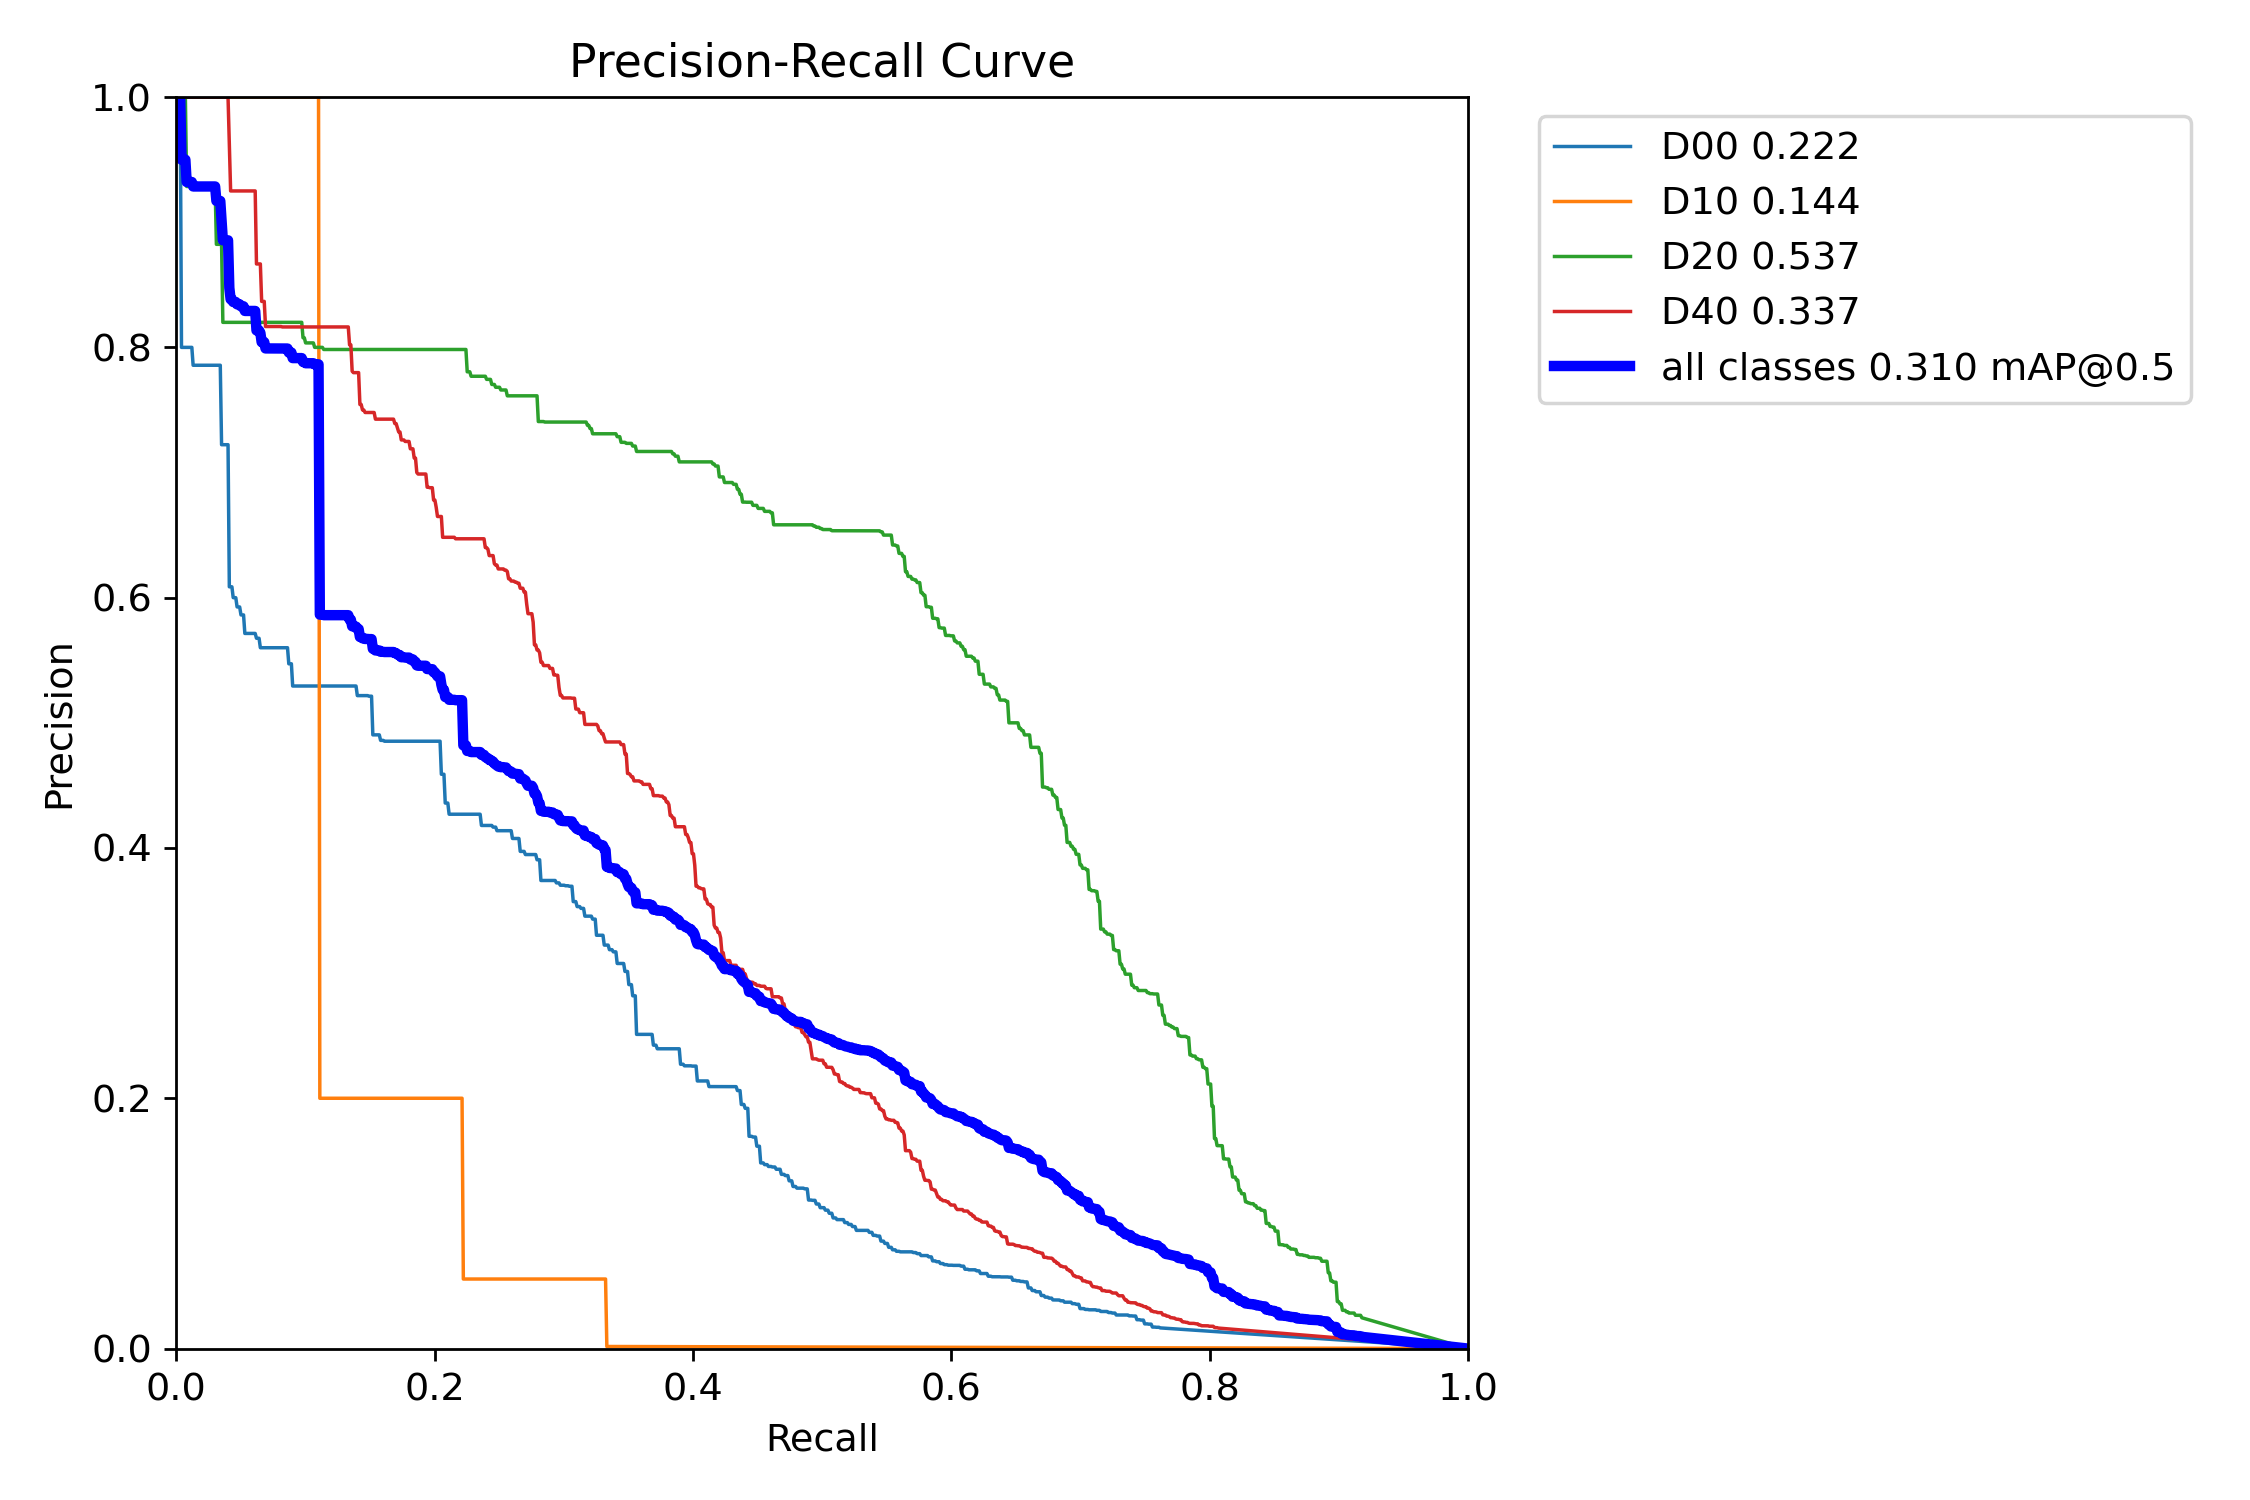 Precision-Recall Curve
1.0
0.8
0.6
0.4
0.2
0.0
Precision
0.0 0.2 0.4 0.6 0.8 1.0
Recall
D00 0.222
D10 0.144
D20 0.537
D40 0.337
all classes 0.310 mAP@0.5